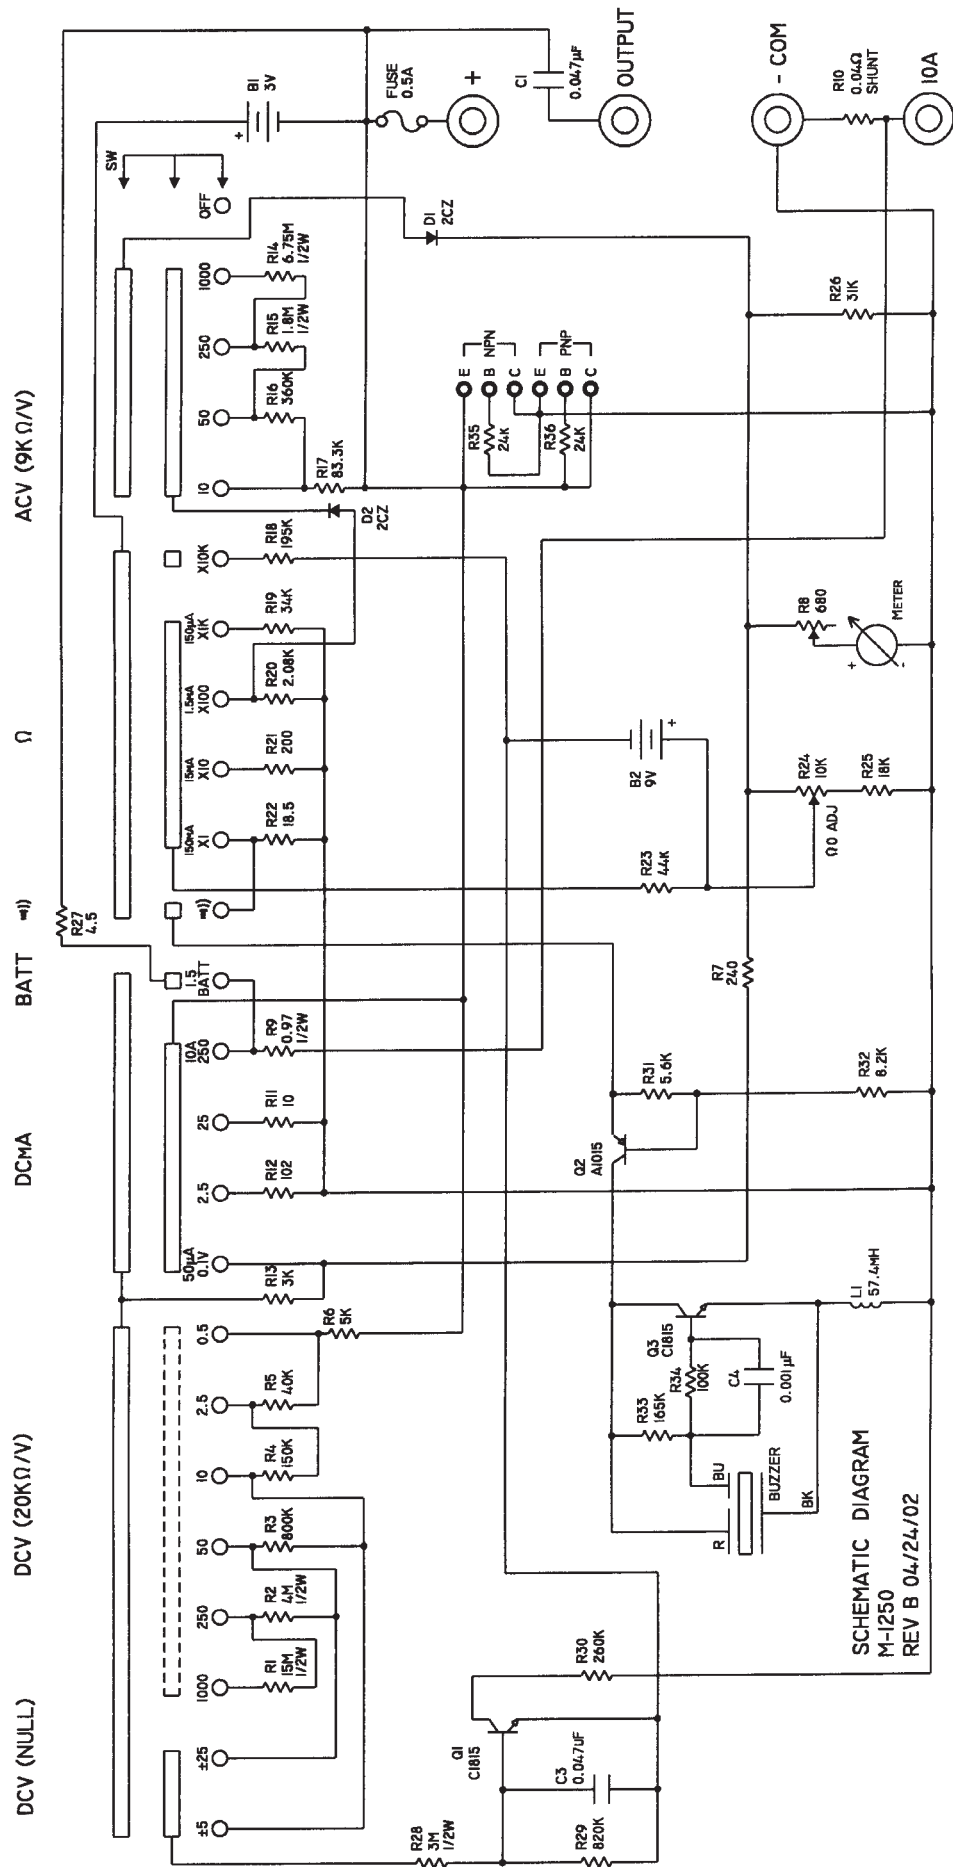 DCV (NULL)
DCV (20KΩ/V)
DCMA
BATT
Ω
ACV (9KΩ/V)
±5
±25
1000
250
50
10
2.5
0.5
50µA
0.1V
2.5
25
10A
250
1.5
BATT
150MA
X1
15MA
X10
1.5MA
X100
150µA
X1K
X10K
10
50
250
1000
OFF
SW
R1
15M
1/2W
R2
4M
1/2W
R3
800K
R4
150K
R5
40K
R6
5K
R13
3K
R12
102
R11
10
R9
0.97
1/2W
R27
4.5
R22
18.5
R21
200
R20
2.08K
R19
34K
R18
195K
D2
2CZ
R17
83.3K
R16
360K
R15
1.8M
1/2W
R14
6.75M
1/2W
B1
3V
+
FUSE
0.5A
+
C1
0.047µF
OUTPUT
D1
2CZ
E
B
C
NPN
E
B
C
PNP
R35
24K
R36
24K
- COM
R10
0.04Ω
SHUNT
10A
R26
31K
R8
680
METER
+
-
B2
9V
+
R24
10K
R25
18K
Ω0 ADJ
R23
44K
R7
240
R31
5.6K
R32
8.2K
Q2
A1015
Q3
C1815
L1
57.4MH
R33
165K
R34
100K
C4
0.001µF
R
BU
BUZZER
BK
R28
3M
1/2W
Q1
C1815
C3
0.047uF
R29
820K
R30
260K
SCHEMATIC DIAGRAM
M-1250
REV B 04/24/02